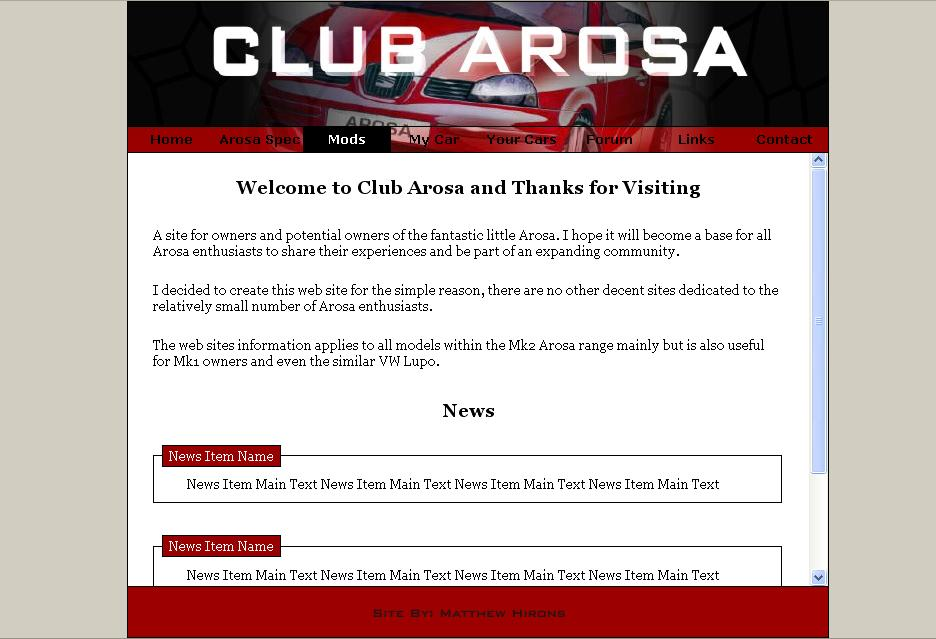 CLUB AROSA
AROSA
Home Arosa Spec Mods My Car Your Cars Forum Links Contact
Welcome to Club Arosa and Thanks for Visiting
A site for owners and potential owners of the fantastic little Arosa. I hope it will become a base for all
Arosa enthusiasts to share their experiences and be part of an expanding community.
I decided to create this web site for the simple reason, there are no other decent sites dedicated to the
relatively small number of Arosa enthusiasts.
The web sites information applies to all models within the Mk2 Arosa range mainly but is also useful
for Mk1 owners and even the similar VW Lupo.
News
News Item Name
News Item Main Text News Item Main Text News Item Main Text News Item Main Text
News Item Name
News Item Main Text News Item Main Text News Item Main Text News Item Main Text
Site By: Matthew Hirons